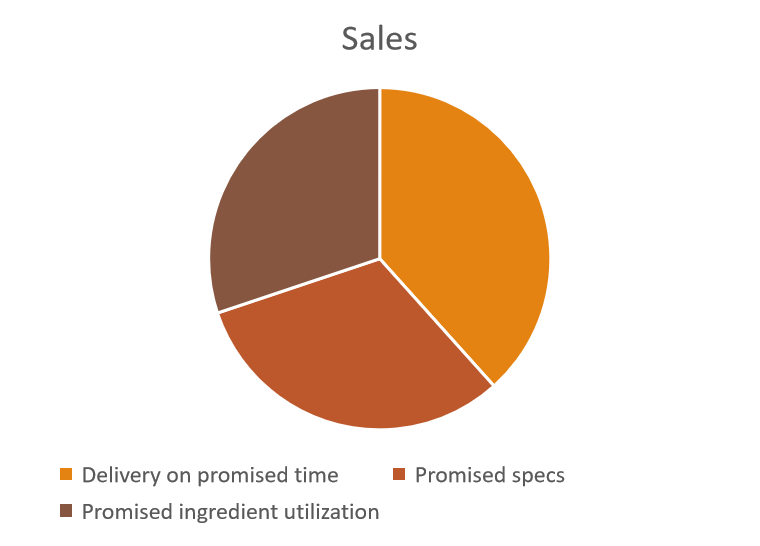 Sales
Delivery on promised time
Promised specs
Promised ingredient utilization